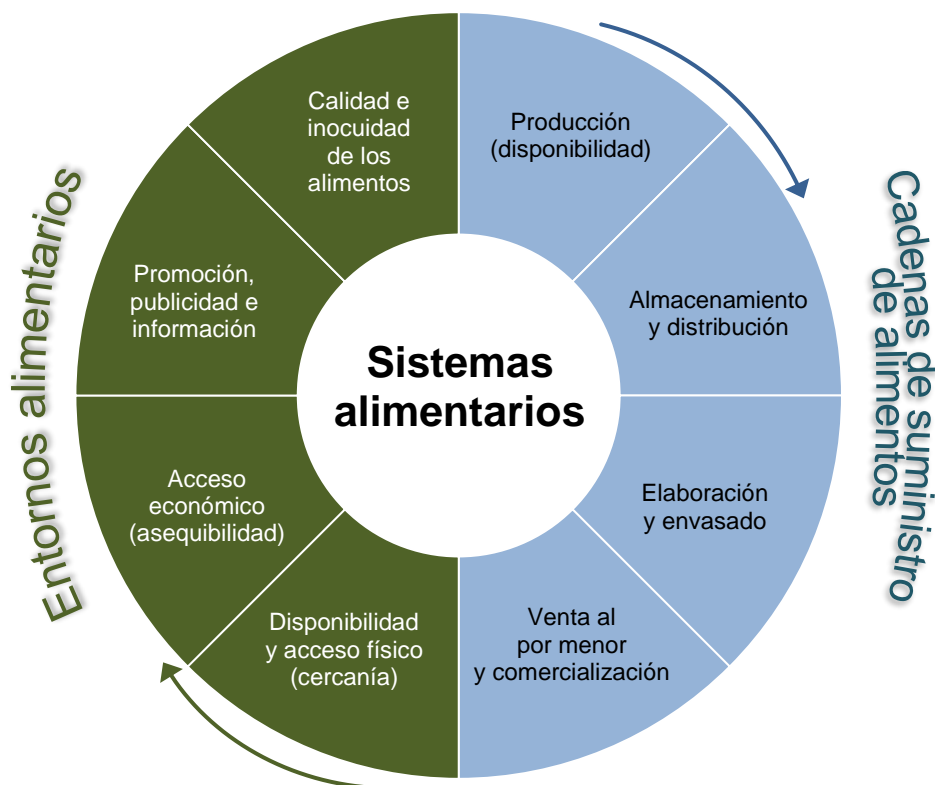 Sistemas
alimentarios
Producción
(disponibilidad)
Almacenamiento
y distribución
Elaboración
y envasado
Venta al
por menor
y comercialización
Disponibilidad
y acceso físico
(cercanía)
Acceso
económico
(asequibilidad)
Promoción,
publicidad e
información
Calidad e
inocuidad
de los
alimentos
Entornos alimentarios
Cadenas de suministro
de alimentos